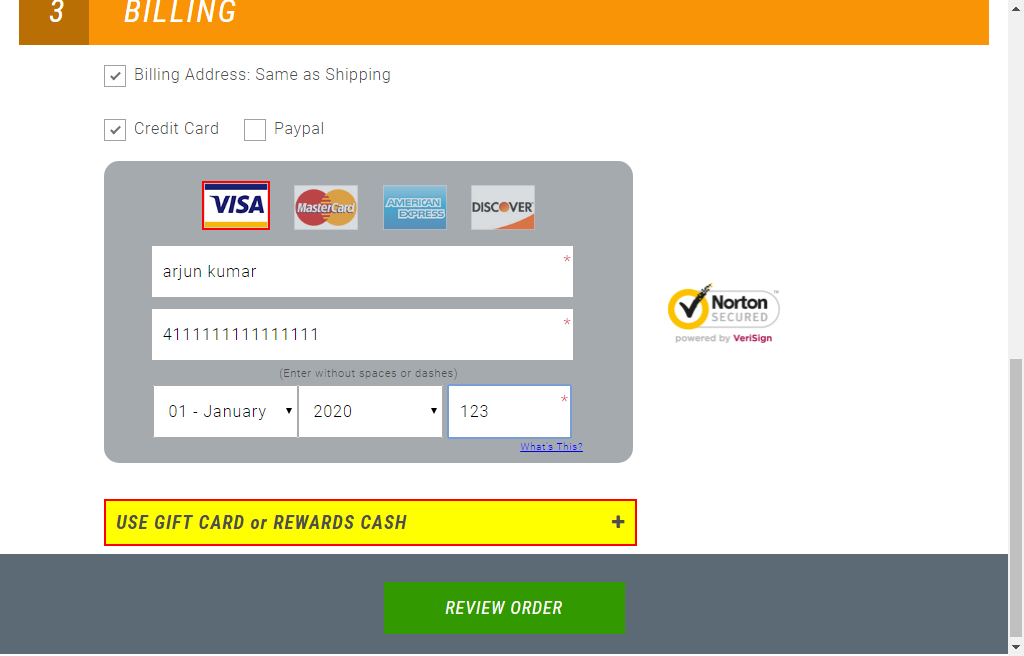 3 BILLING
Billing Address: Same as Shipping
Credit Card Paypal
VISA MasterCard AMERICAN EXPRESS DISCOVER
arjun kumar *
4111111111111111 *
(Enter without spaces or dashes)
01 - January 2020 123 *
What's This?
Norton
SECURED
powered by VeriSign
USE GIFT CARD or REWARDS CASH +
REVIEW ORDER